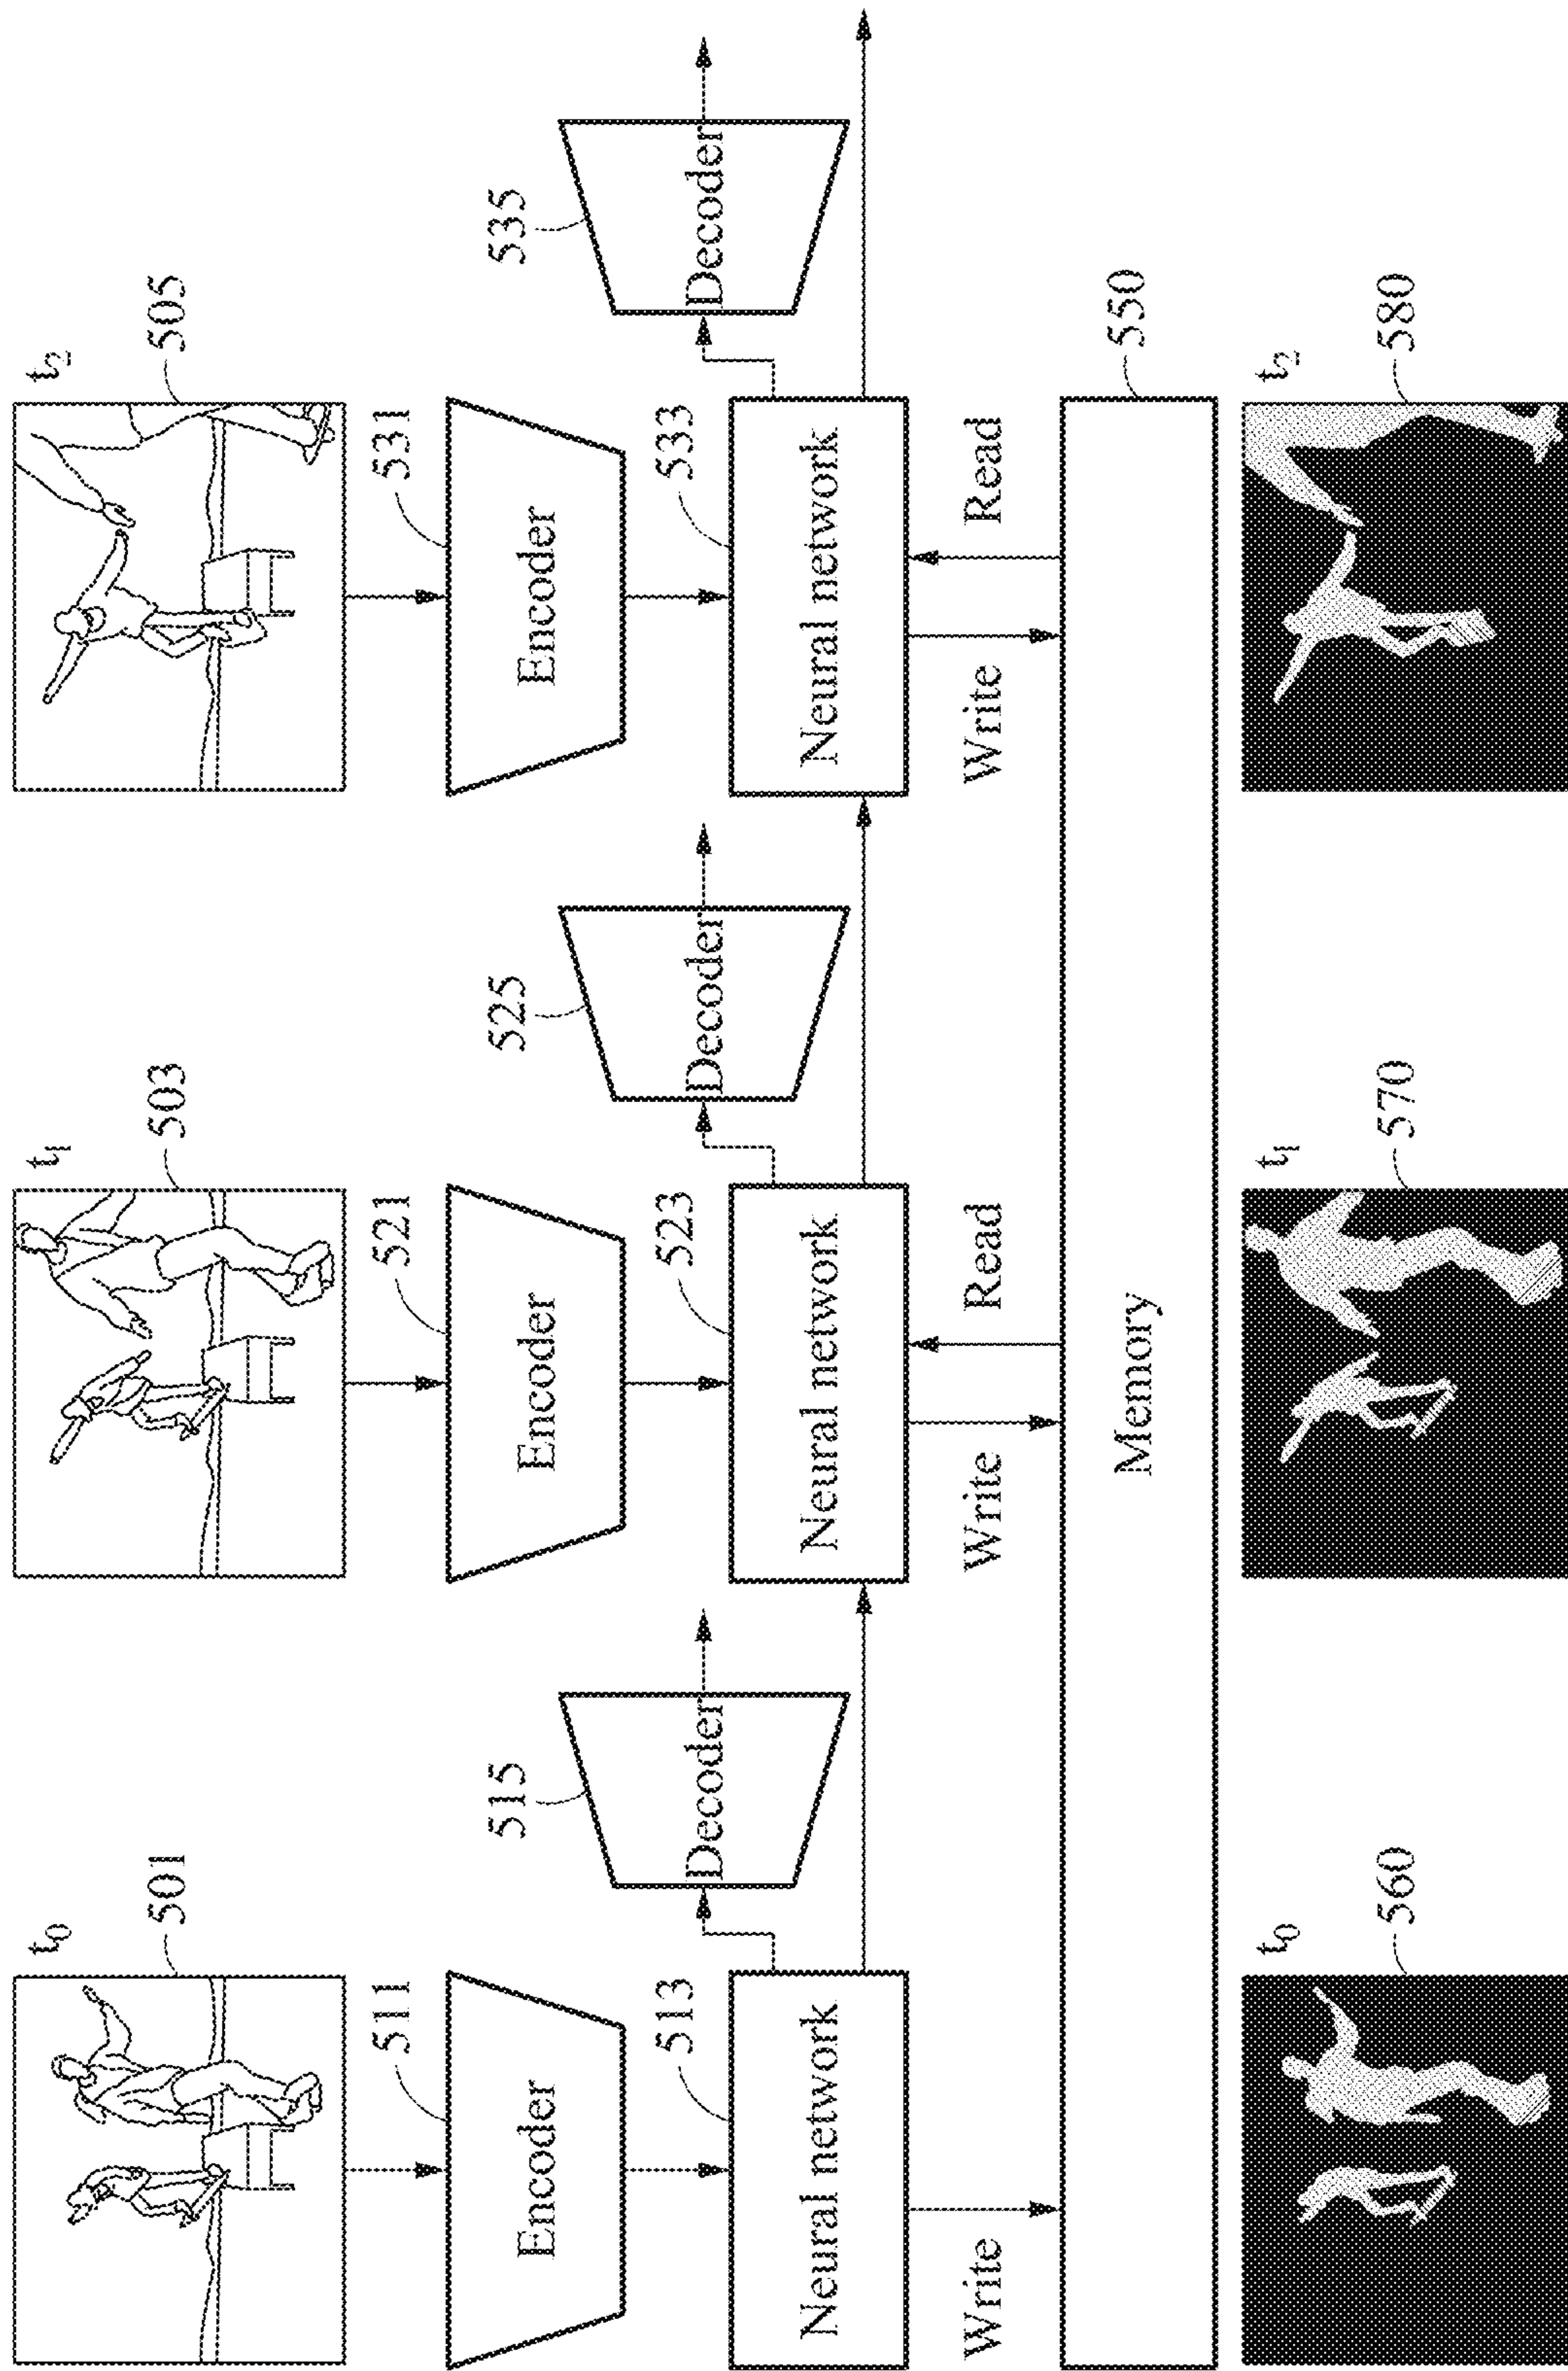 t0
501
t1
503
t2
505
511
Encoder
521
Encoder
531
Encoder
515
Decoder
525
Decoder
535
Decoder
513
Neural network
523
Neural network
533
Neural network
Write
Write
Read
Write
Read
550
Memory
t0
560
t1
570
t2
580